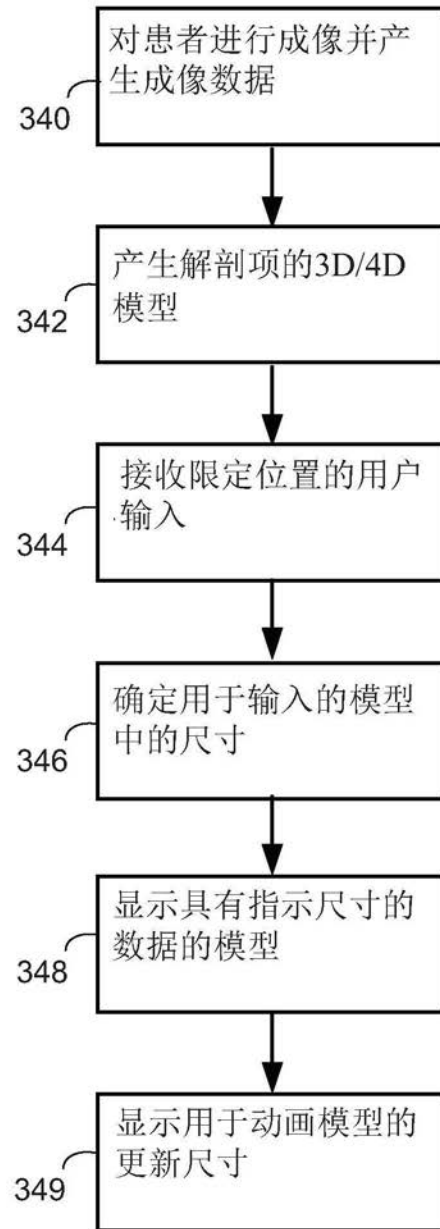 对患者进行成像并产
生成像数据
340
产生解剖项的3D/4D
模型
342
接收限定位置的用户
输入
344
确定用于输入的模型
中的尺寸
346
显示具有指示尺寸的
数据的模型
348
显示用于动画模型的
更新尺寸
349